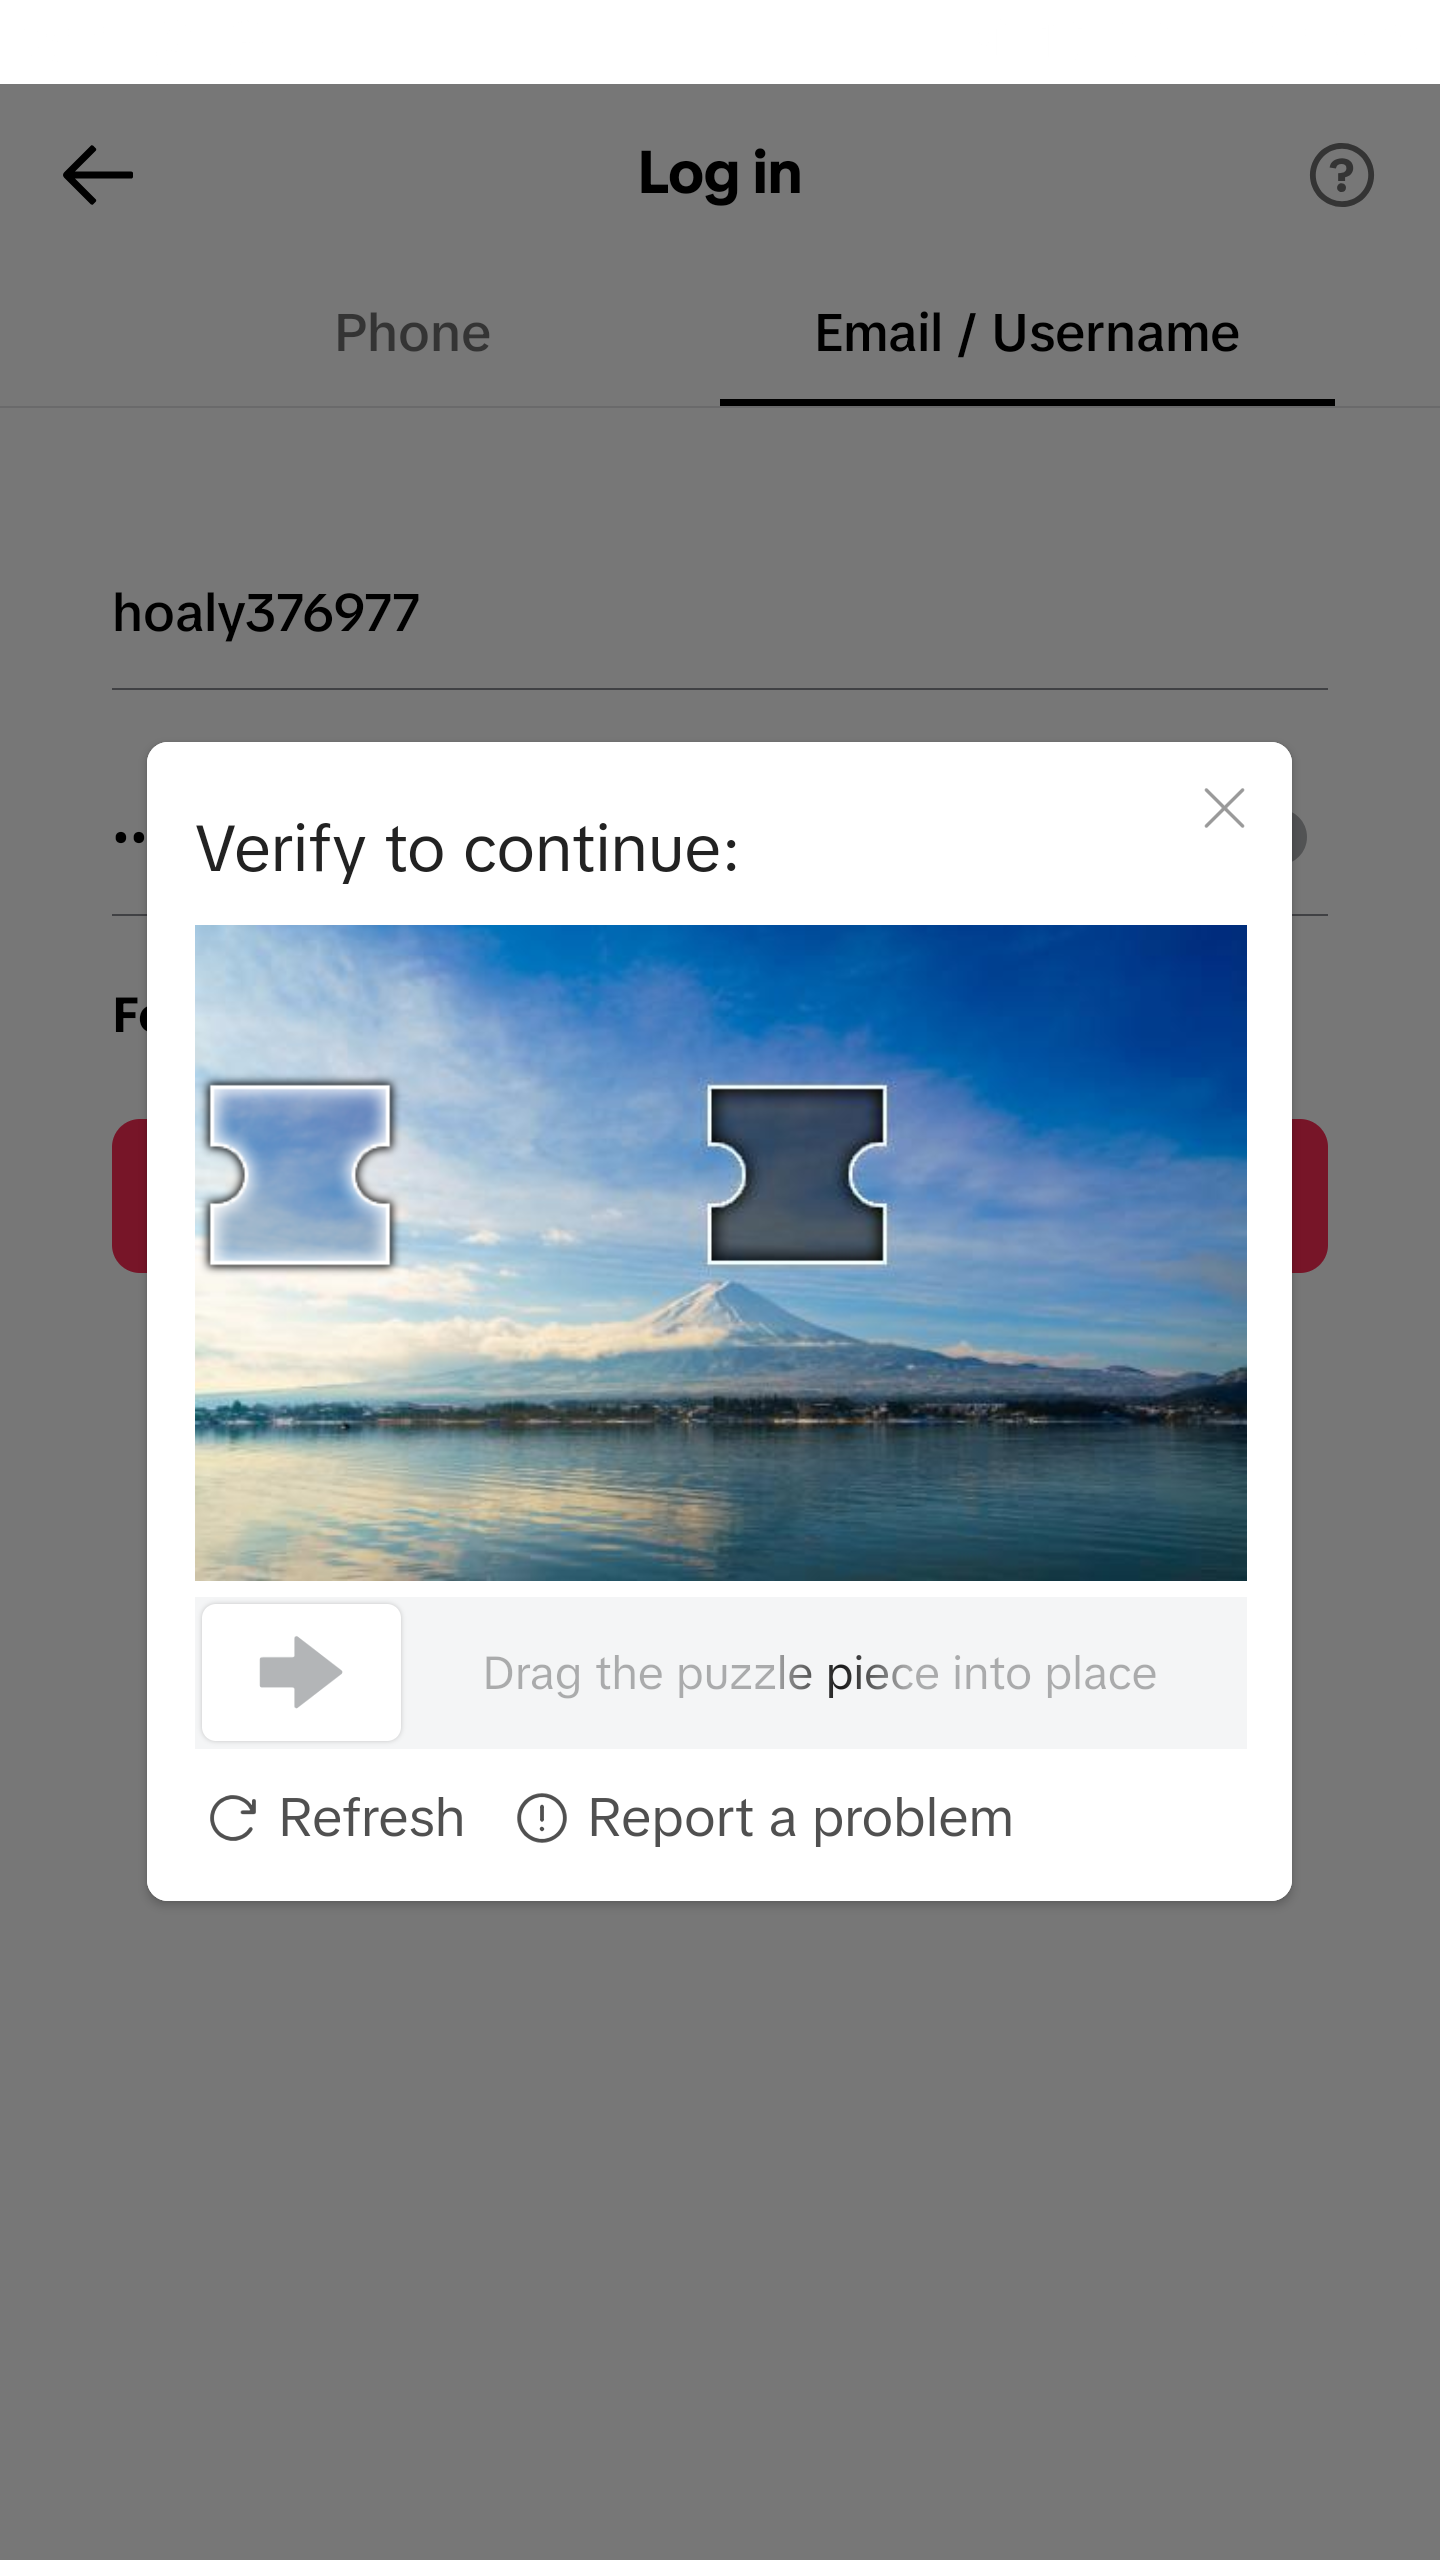 Log in
Phone
Email / Username
hoaly376977
Verify to continue:
Drag the puzzle piece into place
Refresh
Report a problem